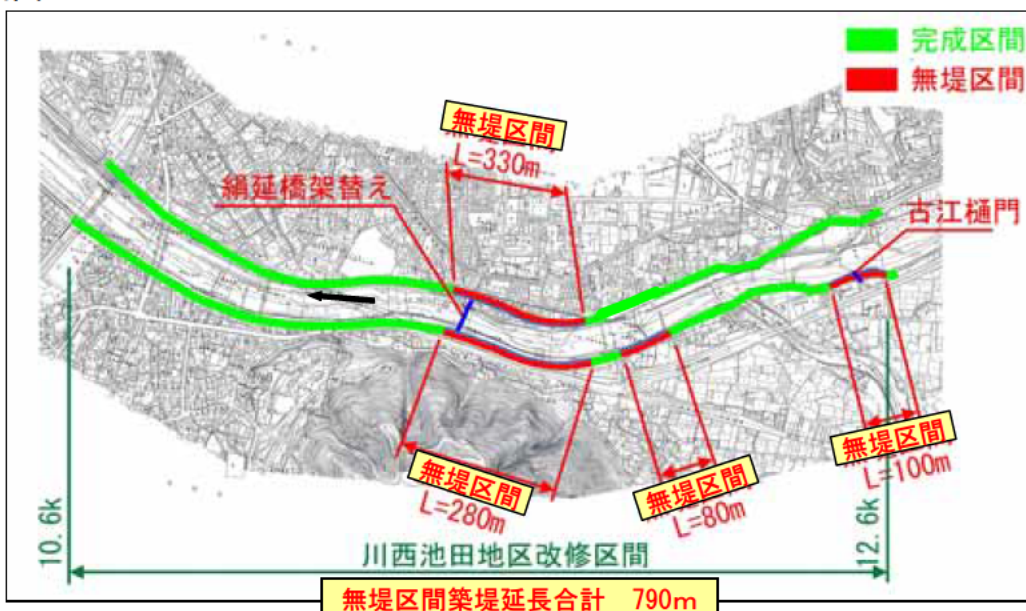 完成区間
無堤区間
無堤区間
L=330m
絹延橋架替え
古江樋門
無堤区間
L=280m
無堤区間
L=80m
無堤区間
L=100m
10.6k
12.6k
川西池田地区改修区間
無堤区間築堤延長合計 790m